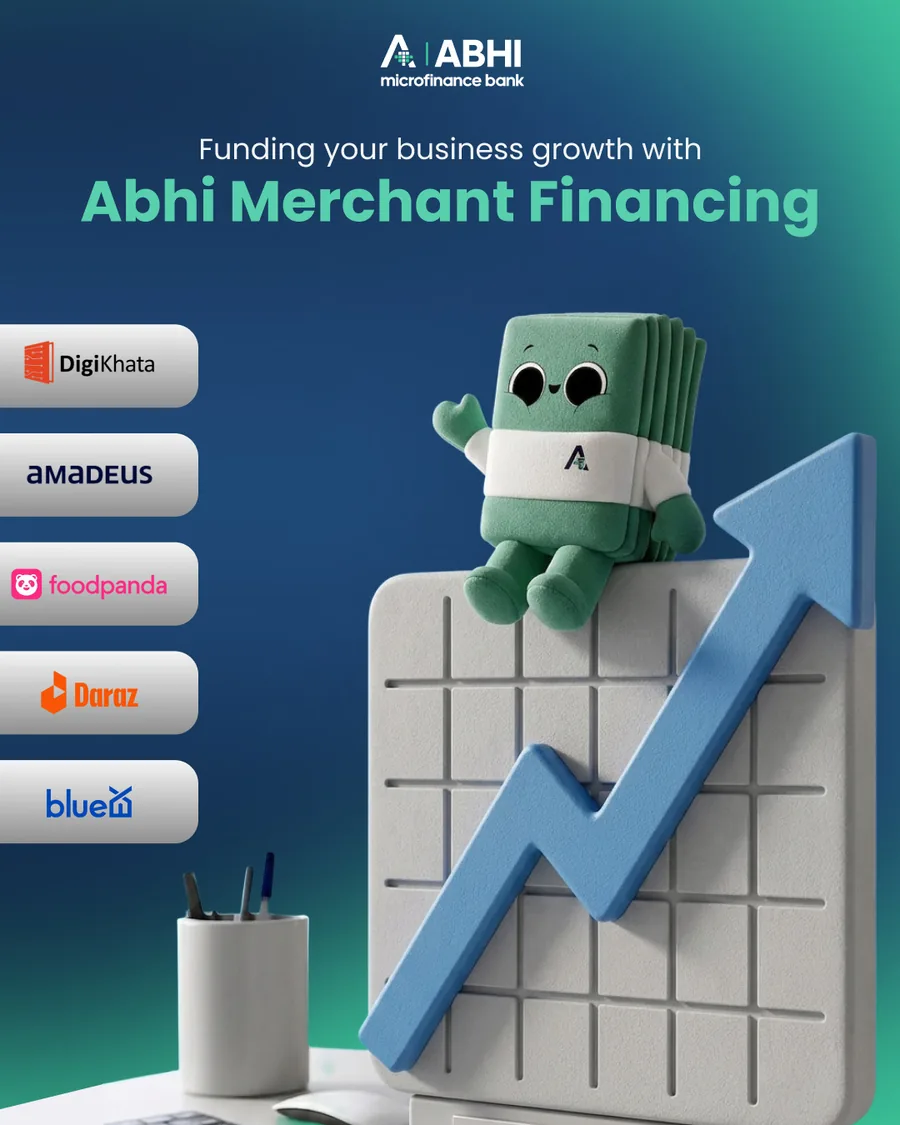 ABHI
microfinance bank
Funding your business growth with
Abhi Merchant Financing
DigiKhata
amadeus
foodpanda
Daraz
blueEX